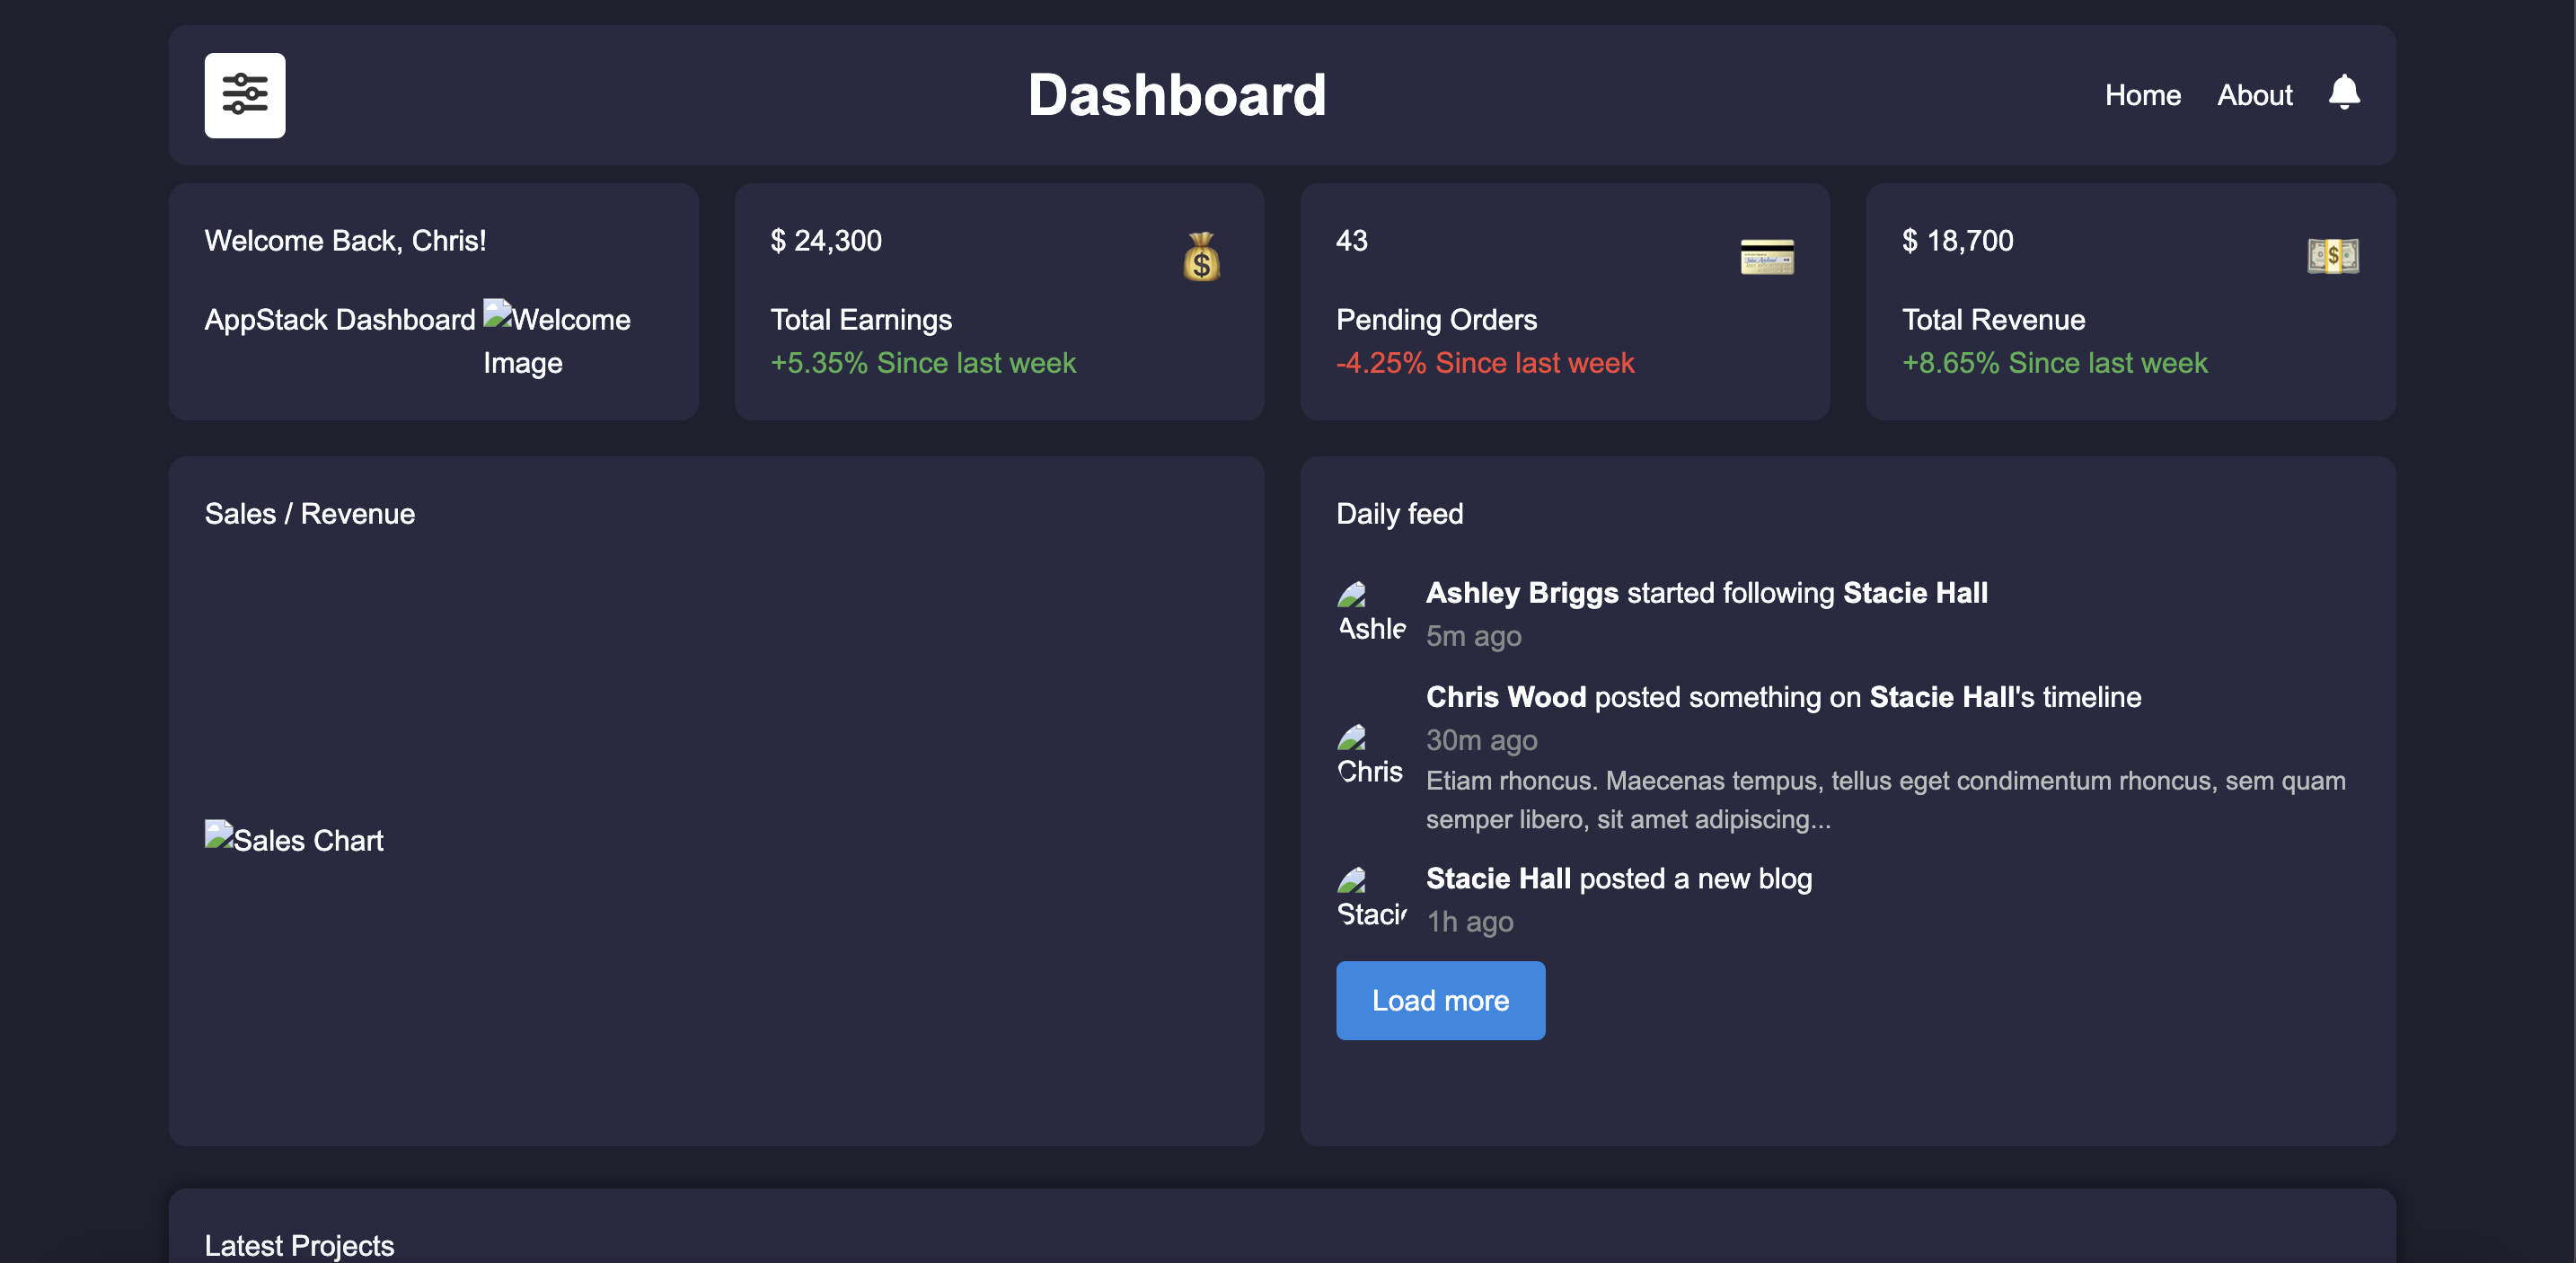 Dashboard
Home About
Welcome Back, Chris!
AppStack Dashboard Welcome
Image
$ 24,300
Total Earnings
+5.35% Since last week
43
Pending Orders
-4.25% Since last week
$ 18,700
Total Revenue
+8.65% Since last week
Sales / Revenue
Sales Chart
Daily feed
Ashle
Ashley Briggs started following Stacie Hall
5m ago
Chris
Chris Wood posted something on Stacie Hall's timeline
30m ago
Etiam rhoncus. Maecenas tempus, tellus eget condimentum rhoncus, sem quam
semper libero, sit amet adipiscing...
Stacie
Stacie Hall posted a new blog
1h ago
Load more
Latest Projects